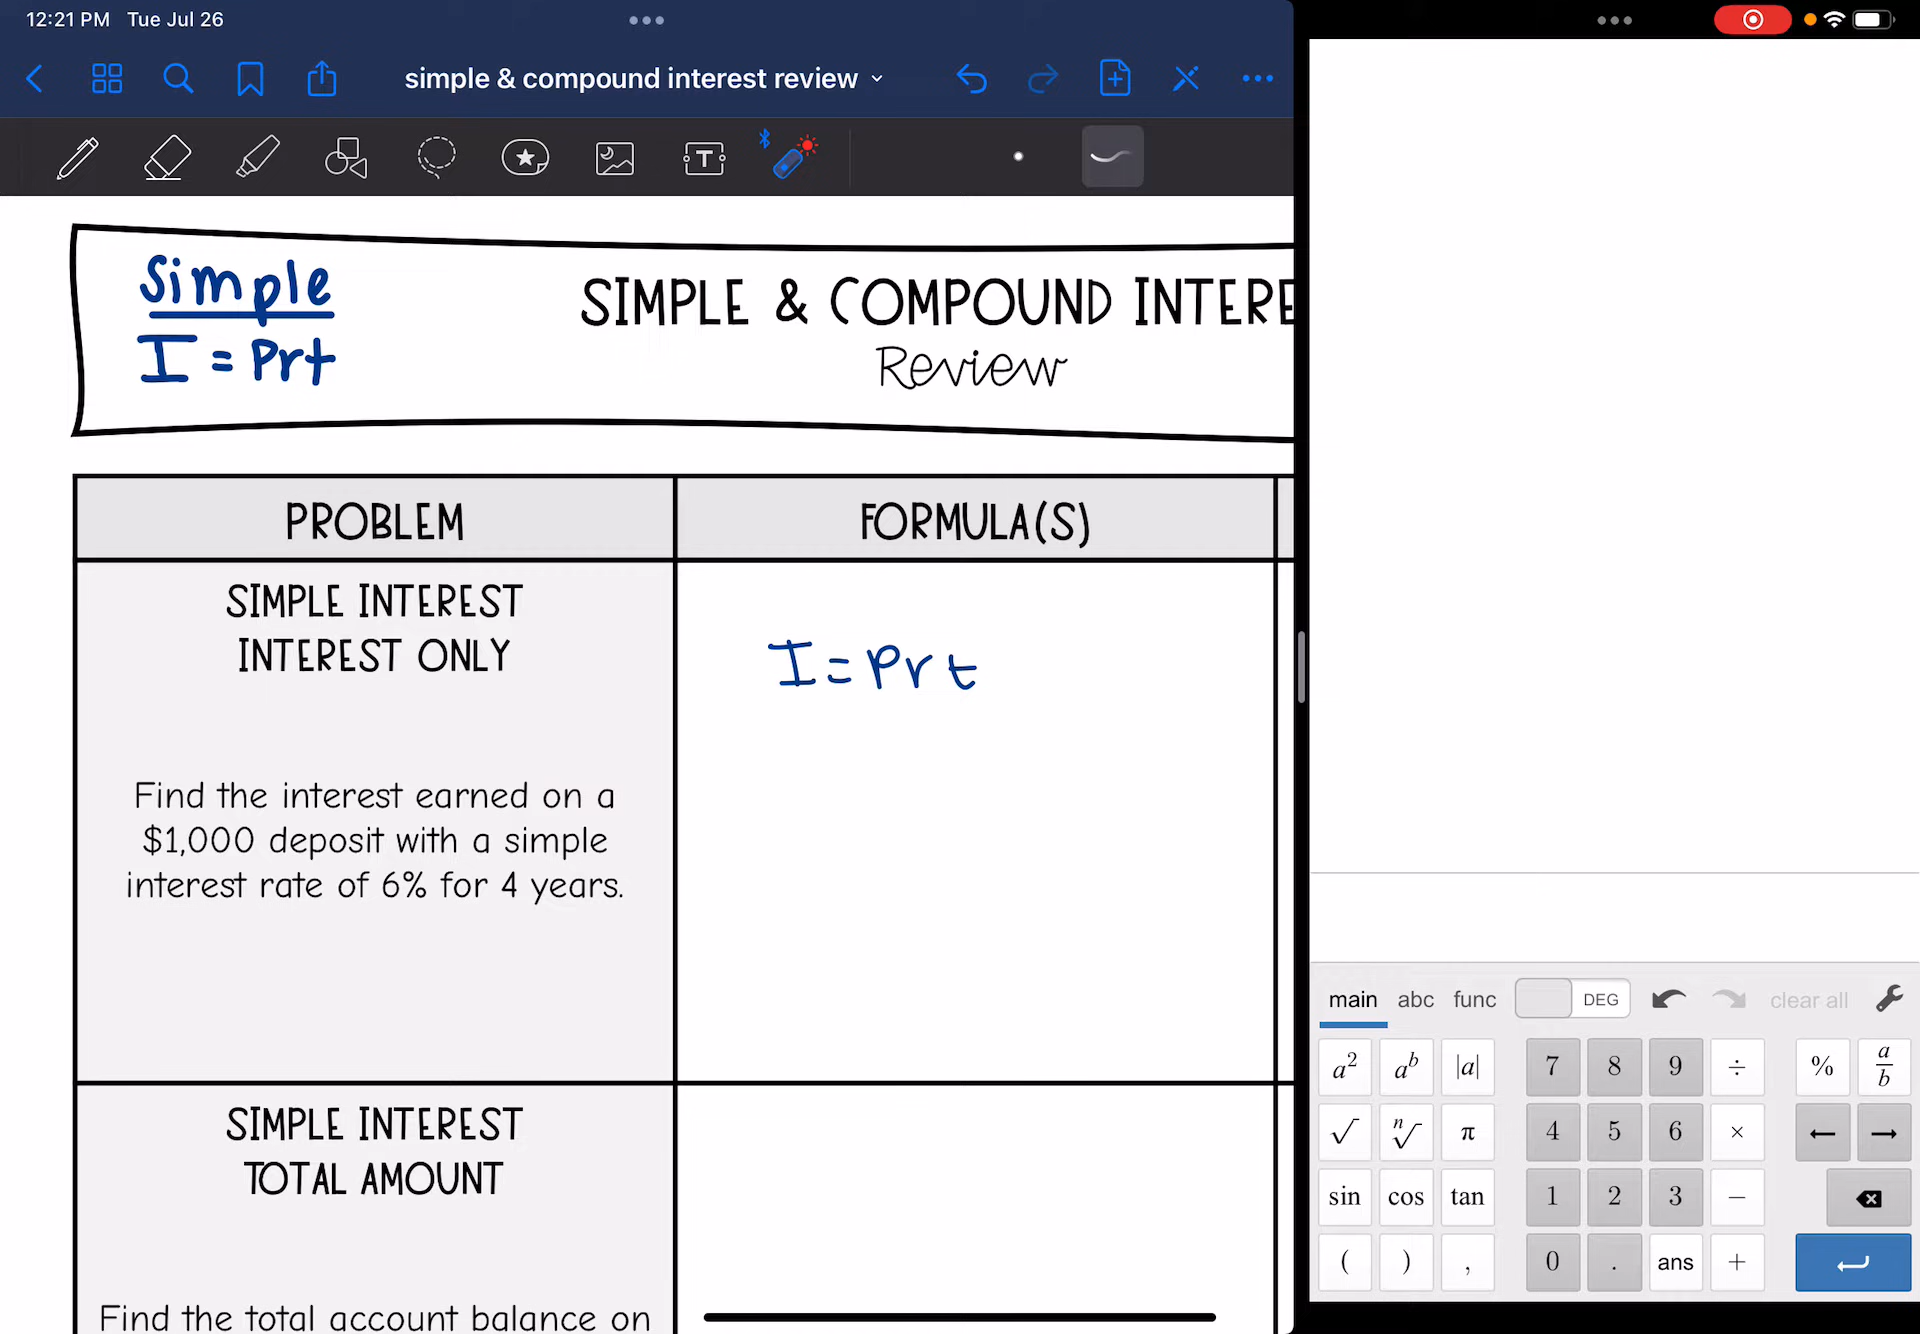 12:21 PM Tue Jul 26
simple & compound interest review
T
Simple
I = Prt
SIMPLE & COMPOUND INTERE
Review
PROBLEM
FORMULA(S)
SIMPLE INTEREST
INTEREST ONLY
I = Prt
Find the interest earned on a
$1,000 deposit with a simple
interest rate of 6% for 4 years.
SIMPLE INTEREST
TOTAL AMOUNT
Find the total account balance on
main abc func DEG clear all
a² aᵇ |a| 7 8 9 ÷ % a/b
√ ⁿ√ π 4 5 6 × ← →
sin cos tan 1 2 3 −
( ) , 0 . ans +